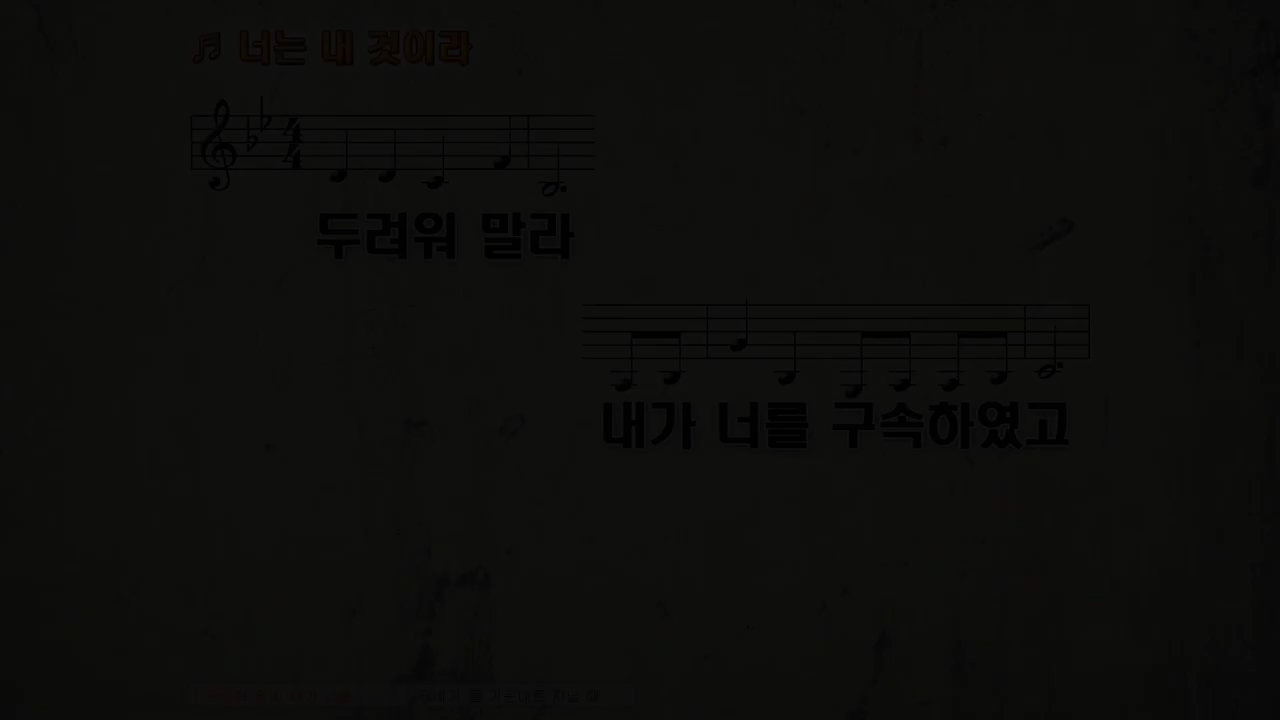 ♬ 너는 내 것이라
두려워 말라
내가 너를 구속하였고